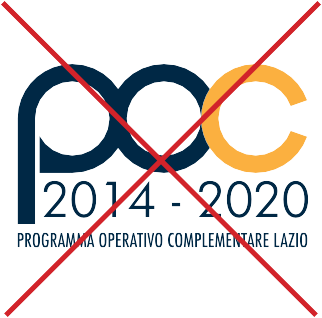 poc
2014 - 2020
PROGRAMMA OPERATIVO COMPLEMENTARE LAZIO